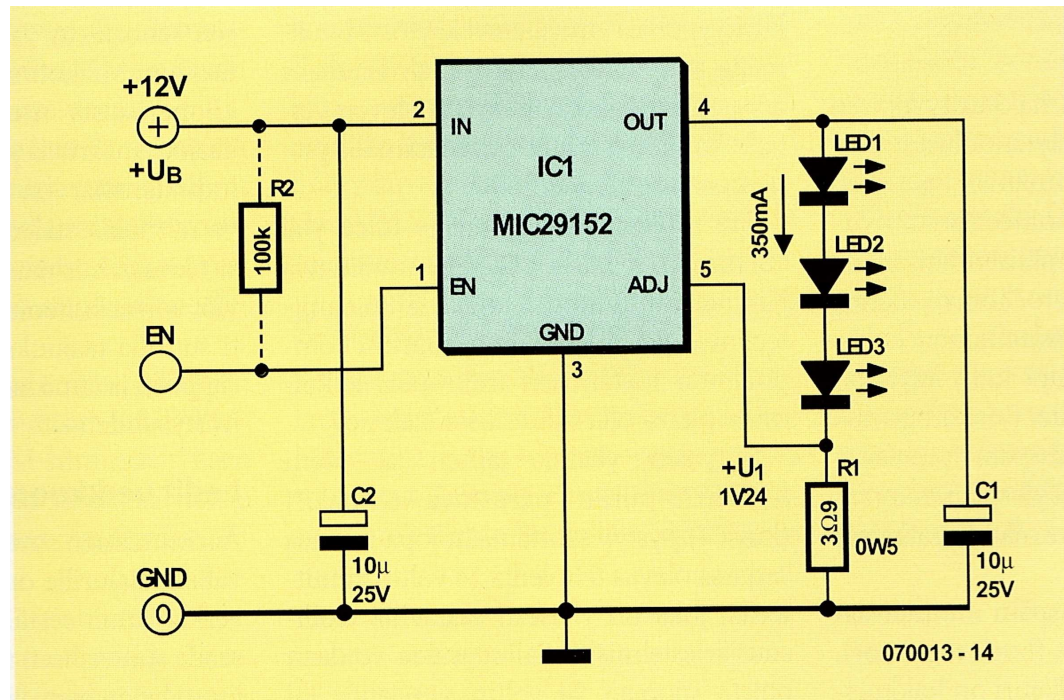 +12V
+UB
R2
100k
EN
GND
0
2
IN
1
EN
IC1
MIC29152
GND
3
OUT
4
ADJ
5
350mA
LED1
LED2
LED3
+U1
1V24
R1
3Ω9
0W5
C2
10µ
25V
C1
10µ
25V
070013 - 14